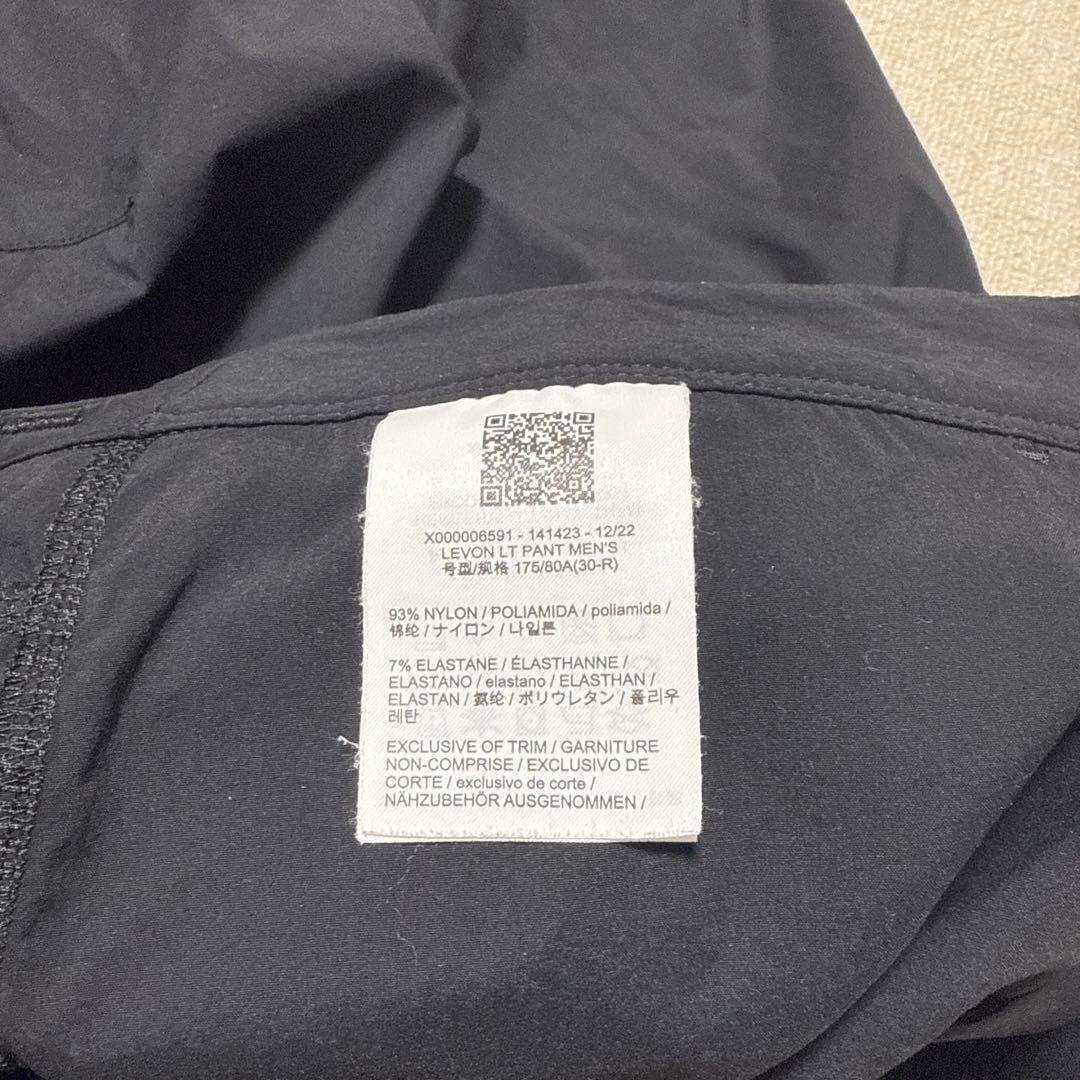 X000006591 - 141423 - 12/22
LEVON LT PANT MEN'S
号型/规格 175/80A(30-R)
93% NYLON / POLIAMIDA / poliamida /
锦纶 / ナイロン / 나일론
7% ELASTANE / ÉLASTHANNE /
ELASTANO / elastano / ELASTHAN /
ELASTAN / 氨纶 / ポリウレタン / 폴리우
레탄
EXCLUSIVE OF TRIM / GARNITURE
NON-COMPRISE / EXCLUSIVO DE
CORTE / exclusivo de corte /
NÄHZUBEHÖR AUSGENOMMEN /